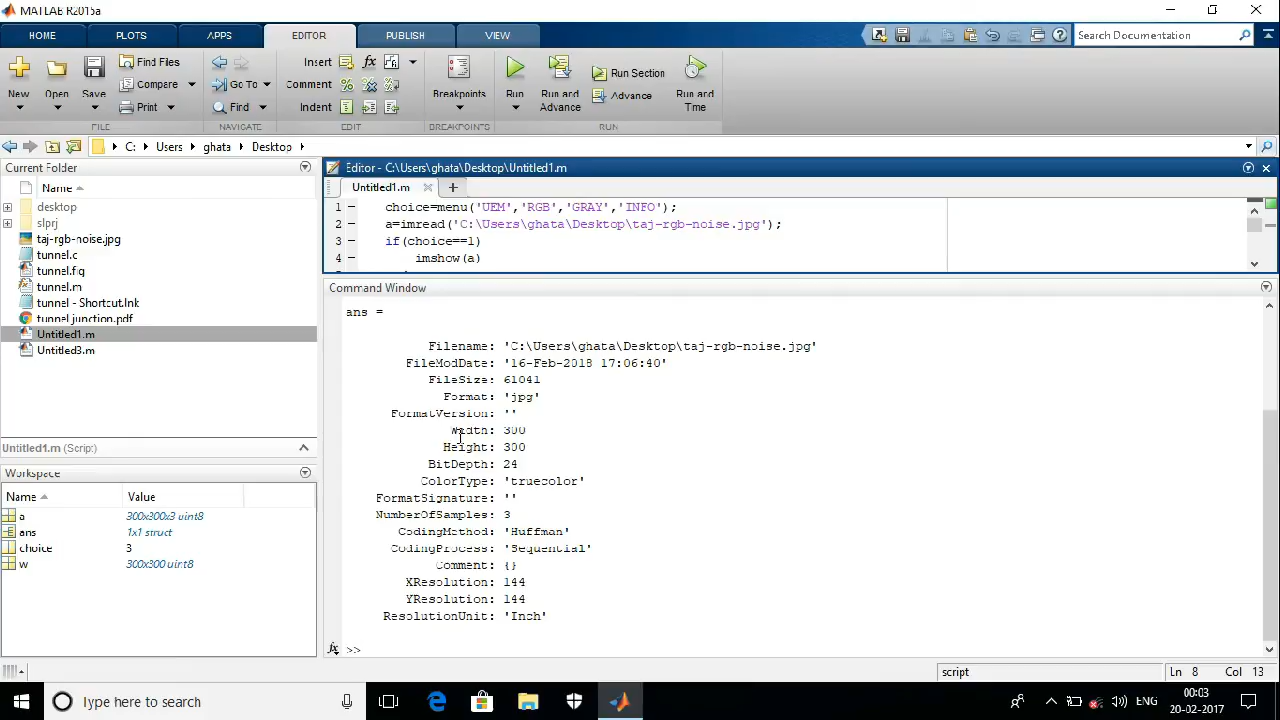 MATLAB R2015a
HOME PLOTS APPS EDITOR PUBLISH VIEW Search Documentation
New Open Save Find Files Compare Print
Go To Find
Insert Comment Indent
Breakpoints
Run Run and Advance Run Section Advance Run and Time
FILE NAVIGATE EDIT BREAKPOINTS RUN
C: Users ghata Desktop
Current Folder
Name
desktop
slprj
taj-rgb-noise.jpg
tunnel.c
tunnel.fig
tunnel.m
tunnel - Shortcut.lnk
tunnel junction.pdf
Untitled1.m
Untitled3.m
Untitled1.m (Script)
Workspace
Name Value
a 300x300x3 uint8
ans 1x1 struct
choice 3
w 300x300 uint8
Editor - C:\Users\ghata\Desktop\Untitled1.m
Untitled1.m
1 choice=menu('UEM','RGB','GRAY','INFO');
2 a=imread('C:\Users\ghata\Desktop\taj-rgb-noise.jpg');
3 if(choice==1)
4 imshow(a)
Command Window
ans =
Filename: 'C:\Users\ghata\Desktop\taj-rgb-noise.jpg'
FileModDate: '16-Feb-2018 17:06:40'
FileSize: 61041
Format: 'jpg'
FormatVersion: ''
Width: 300
Height: 300
BitDepth: 24
ColorType: 'truecolor'
FormatSignature: ''
NumberOfSamples: 3
CodingMethod: 'Huffman'
CodingProcess: 'Sequential'
Comment: {}
XResolution: 144
YResolution: 144
ResolutionUnit: 'Inch'
fx >>
script Ln 8 Col 13
Type here to search
ENG
00:03
20-02-2017